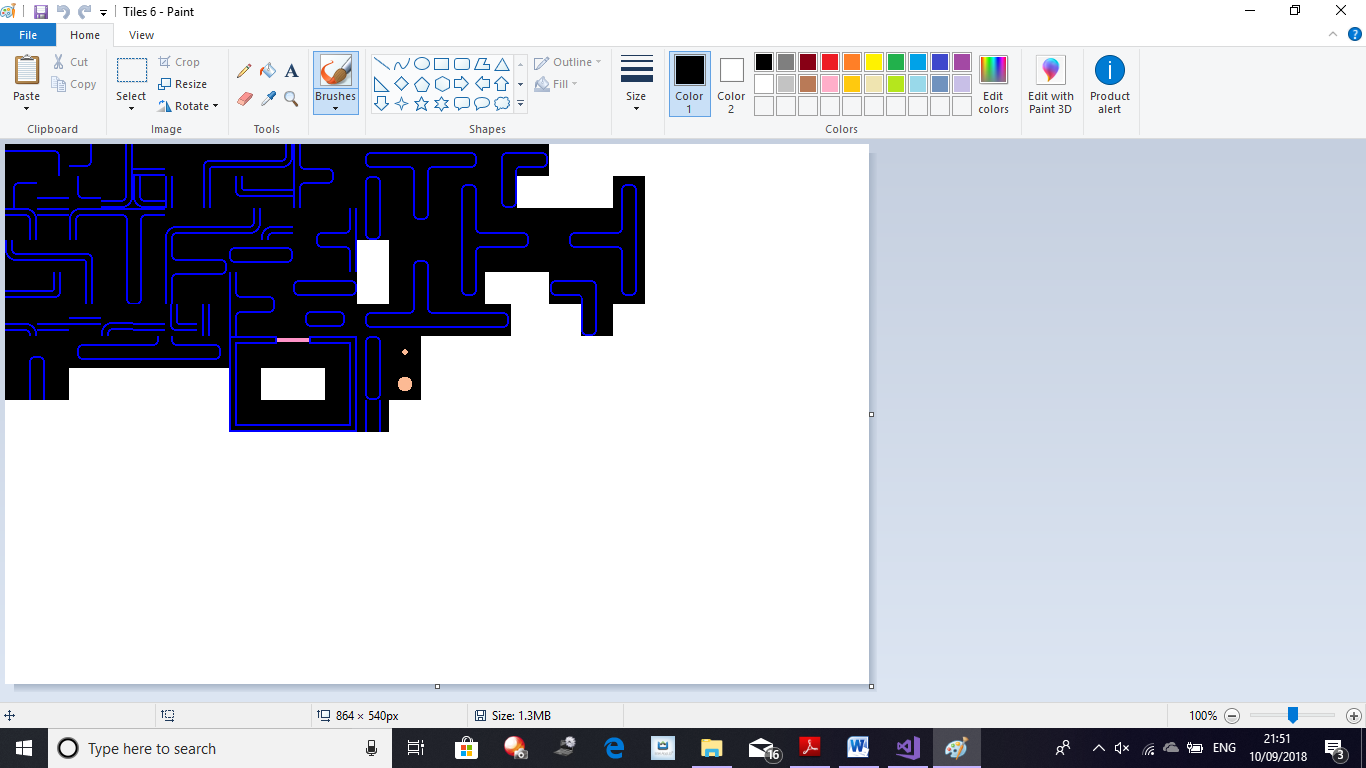 Tiles 6 - Paint
File Home View
Paste Cut Copy
Clipboard
Select Crop Resize Rotate
Image
A
Tools
Brushes
Outline Fill
Shapes
Size
Color 1
Color 2
Edit colors
Colors
Edit with Paint 3D
Product alert
864 × 540px Size: 1.3MB 100%
Type here to search
16
ENG
21:51
10/09/2018
3